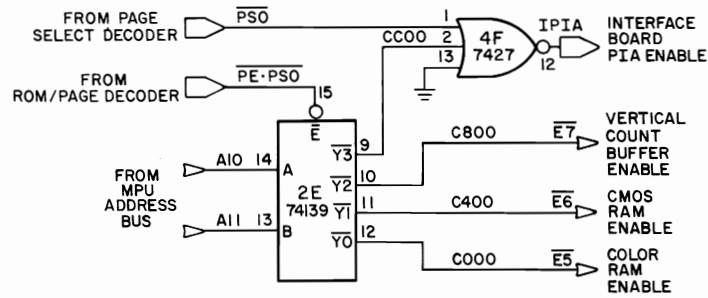 FROM PAGE
SELECT DECODER
PSO
1
CC00
2
13
4F
7427
IPIA
12
INTERFACE
BOARD
PIA ENABLE
FROM
ROM/PAGE DECODER
PE·PSO
15
E
FROM
MPU
ADDRESS
BUS
A10 14
A11 13
A
B
2E
74139
Y3
Y2
Y1
Y0
9
10
11
12
C800
E7
VERTICAL
COUNT
BUFFER
ENABLE
C400
E6
CMOS
RAM
ENABLE
C000
E5
COLOR
RAM
ENABLE